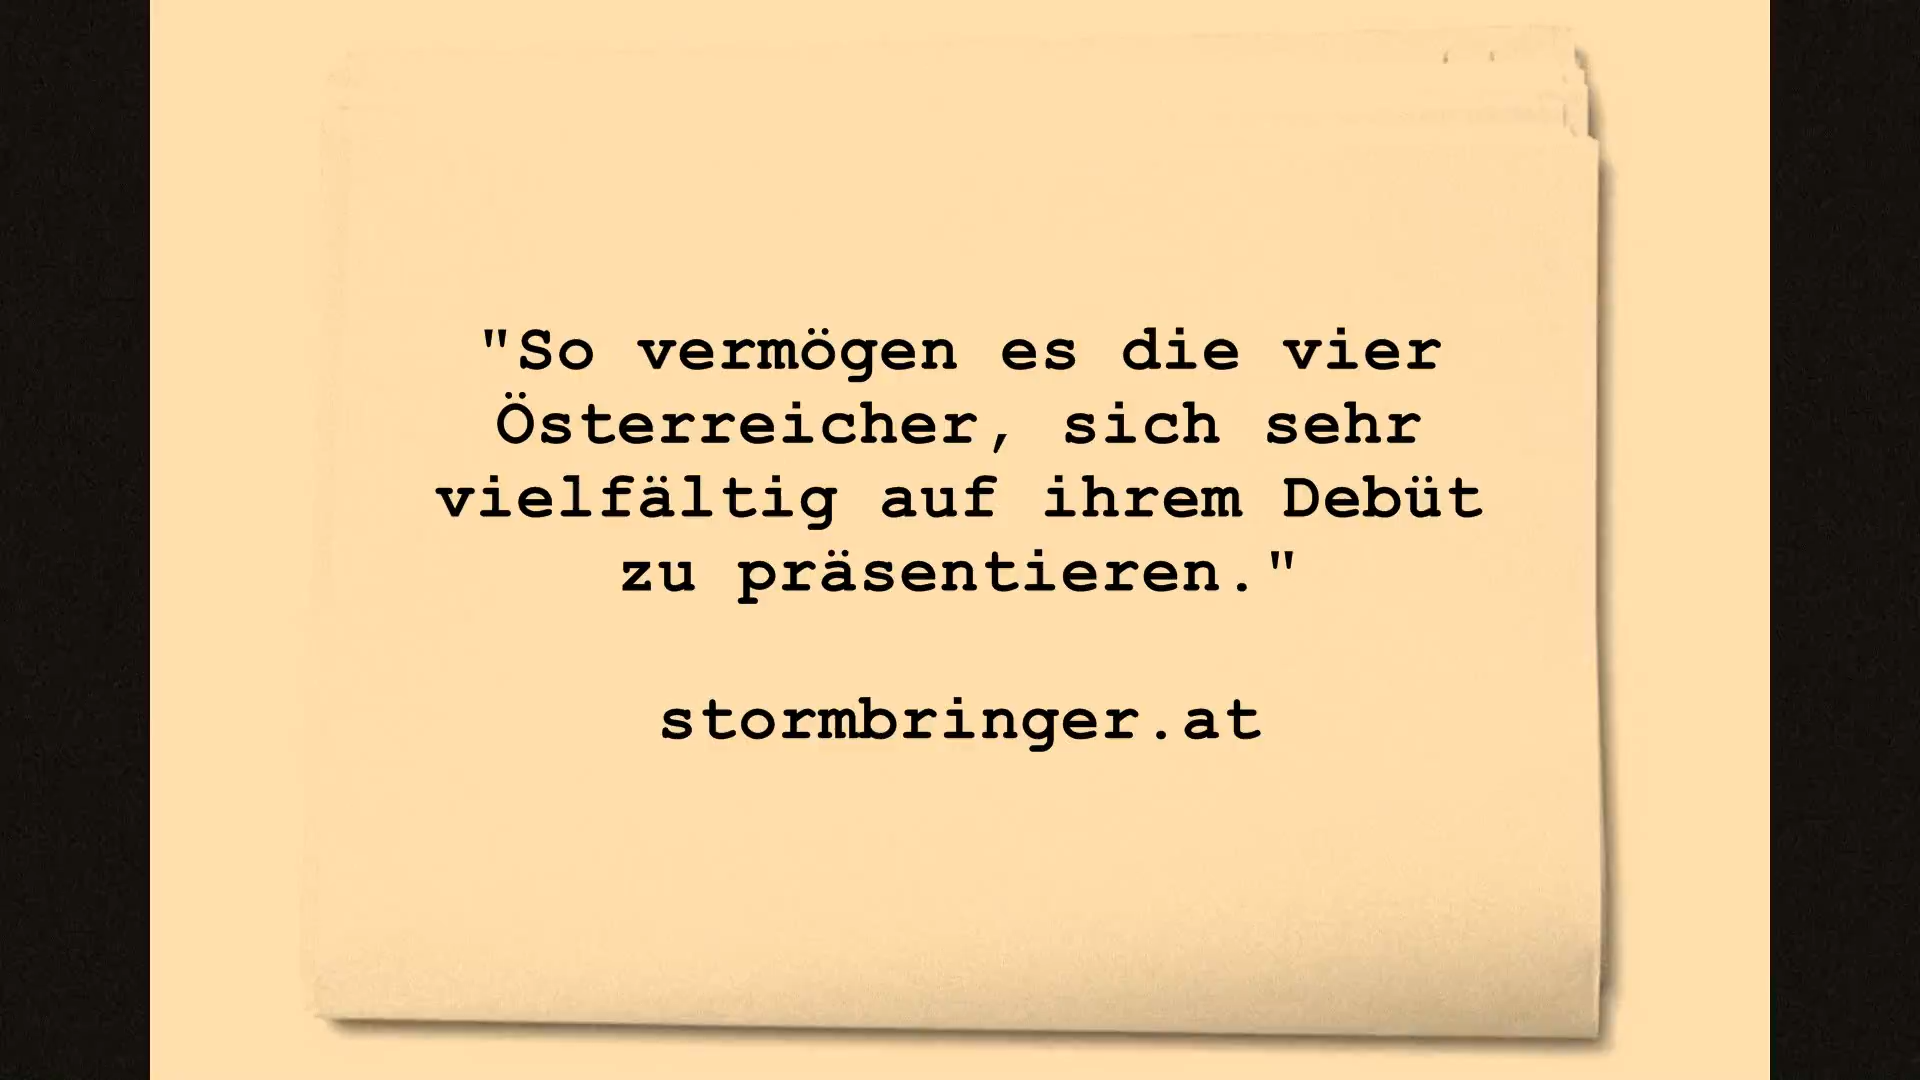 "So vermögen es die vier
Österreicher, sich sehr
vielfältig auf ihrem Debüt
zu präsentieren."
stormbringer.at